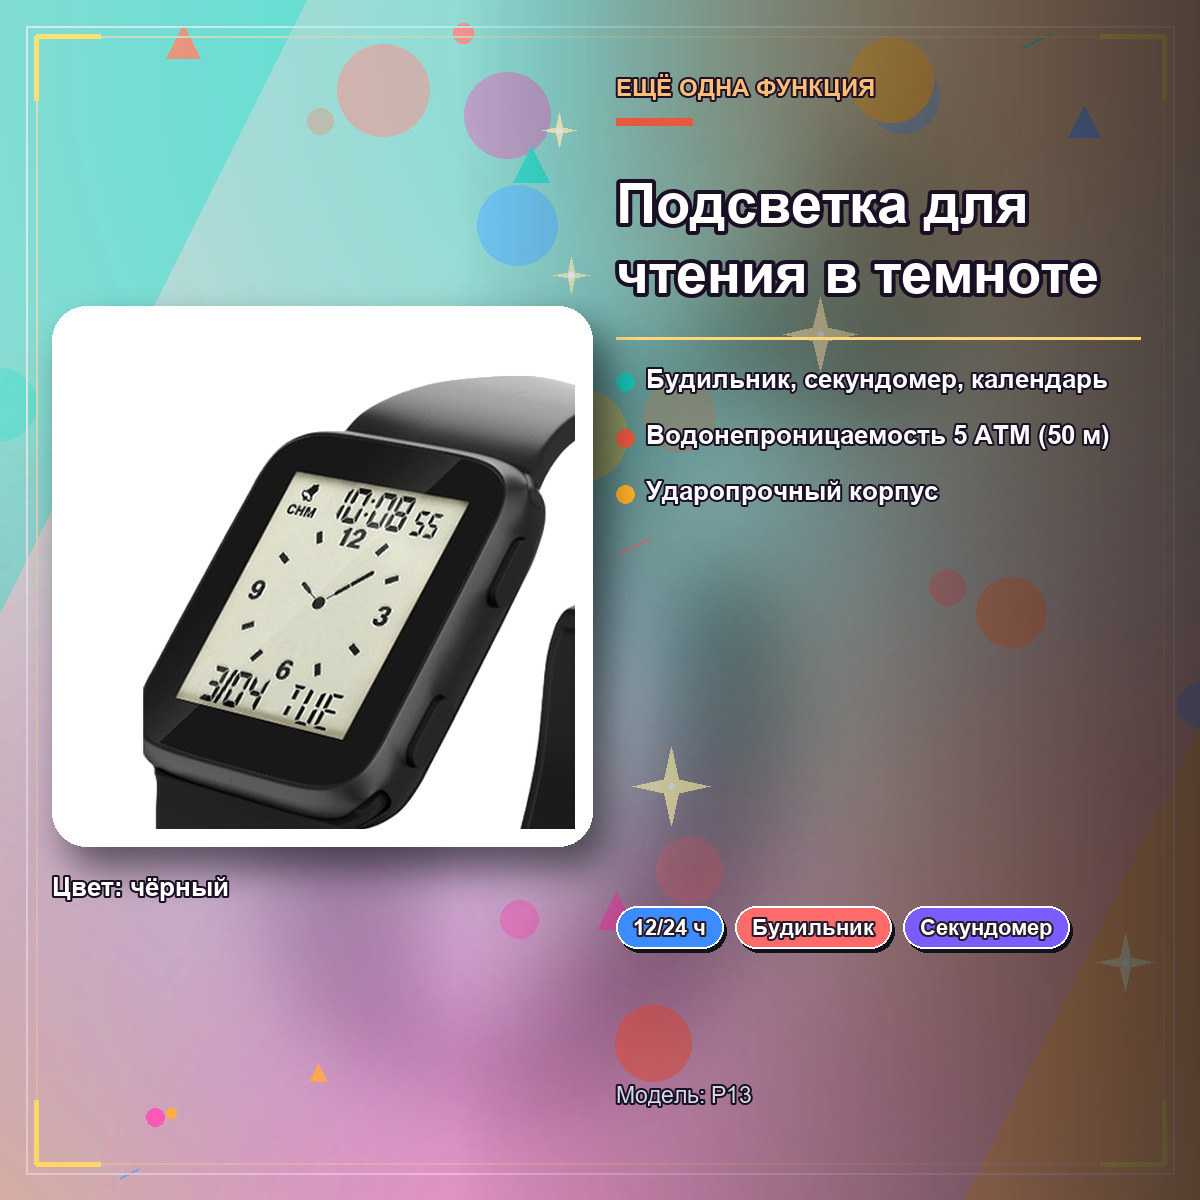 ЕЩЁ ОДНА ФУНКЦИЯ
Подсветка для
чтения в темноте
Будильник, секундомер, календарь
Водонепроницаемость 5 ATM (50 м)
Ударопрочный корпус
CHM
10:08 55
12
9
3
6
3/04 TUE
Цвет: чёрный
12/24 ч
Будильник
Секундомер
Модель: P13